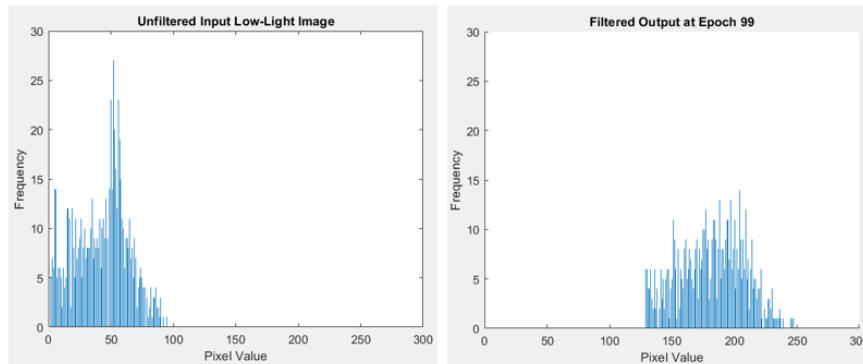 Unfiltered Input Low-Light Image
30
25
20
15
10
5
0
0 50 100 150 200 250 300
Frequency
Pixel Value
Filtered Output at Epoch 99
30
25
20
15
10
5
0
0 50 100 150 200 250 300
Frequency
Pixel Value